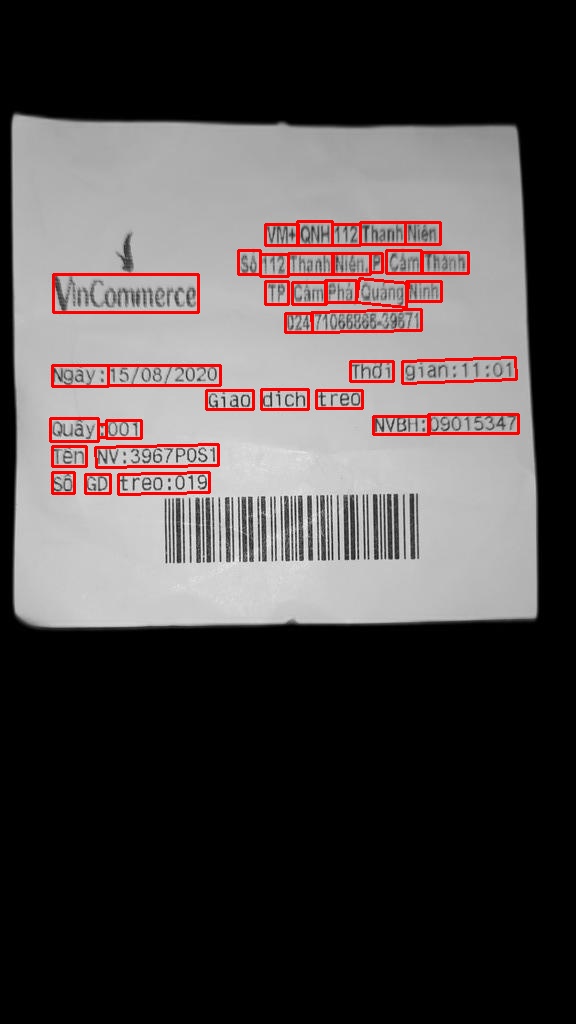 VM+ QNH 112 Thanh Niên
Số 112 Thanh Niên, P Cẩm Thành
VinCommerce
TP Cẩm Phả, Quảng Ninh
024 71066866-39671
Ngày: 15/08/2020 Thời gian:11:01
Giao dịch treo
Quầy:001 NVBH:09015347
Tên NV:3967POS1
Số GD treo:019